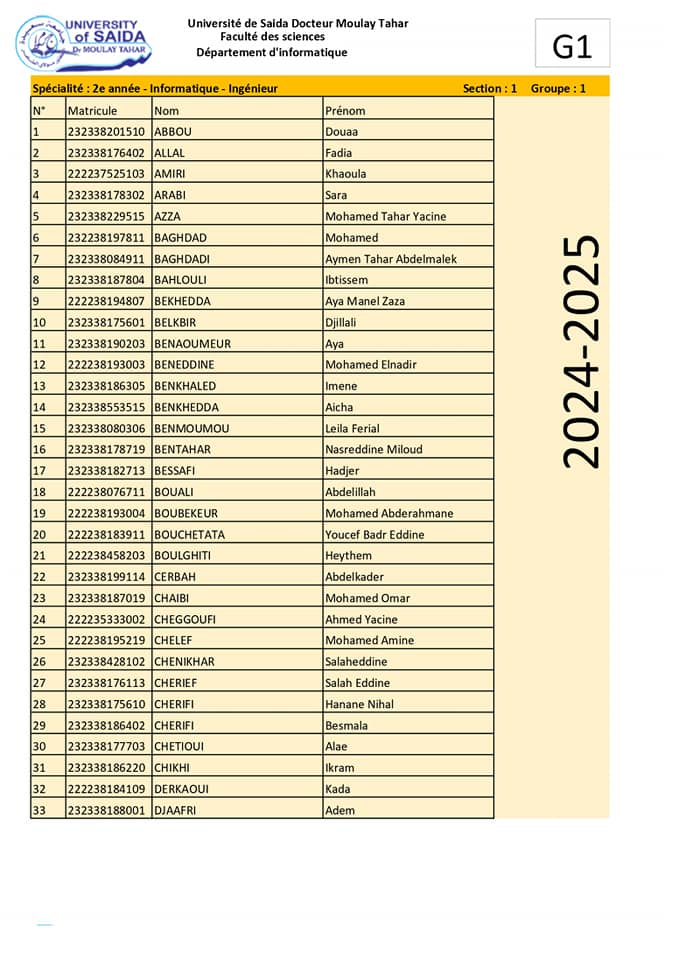 UNIVERSITY
of SAIDA
Dr MOULAY TAHAR
Université de Saida Docteur Moulay Tahar
Faculté des sciences
Département d'informatique
G1
Spécialité : 2e année - Informatique - Ingénieur Section : 1 Groupe : 1
N° Matricule Nom Prénom
1 232338201510 ABBOU Douaa
2 232338176402 ALLAL Fadia
3 222237525103 AMIRI Khaoula
4 232338178302 ARABI Sara
5 232338229515 AZZA Mohamed Tahar Yacine
6 232238197811 BAGHDAD Mohamed
7 232338084911 BAGHDADI Aymen Tahar Abdelmalek
8 232338187804 BAHLOULI Ibtissem
9 222238194807 BEKHEDDA Aya Manel Zaza
10 232338175601 BELKBIR Djillali
11 232338190203 BENAOUMEUR Aya
12 222238193003 BENEDDINE Mohamed Elnadir
13 232338186305 BENKHALED Imene
14 232338553515 BENKHEDDA Aicha
15 232338080306 BENMOUMOU Leila Ferial
16 232338178719 BENTAHAR Nasreddine Miloud
17 232338182713 BESSAFI Hadjer
18 222238076711 BOUALI Abdelillah
19 222238193004 BOUBEKEUR Mohamed Abderahmane
20 222238183911 BOUCHETATA Youcef Badr Eddine
21 222238458203 BOULGHITI Heythem
22 232338199114 CERBAH Abdelkader
23 232338187019 CHAIBI Mohamed Omar
24 222235333002 CHEGGOUFI Ahmed Yacine
25 222238195219 CHELEF Mohamed Amine
26 232338428102 CHENIKHAR Salaheddine
27 232338176113 CHERIEF Salah Eddine
28 232338175610 CHERIFI Hanane Nihal
29 232338186402 CHERIFI Besmala
30 232338177703 CHETIOUI Alae
31 232338186220 CHIKHI Ikram
32 222238184109 DERKAOUI Kada
33 232338188001 DJAAFRI Adem
2024-2025